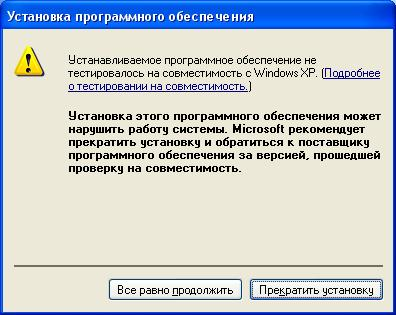 Установка программного обеспечения
Устанавливаемое программное обеспечение не
тестировалось на совместимость с Windows XP. (Подробнее
о тестировании на совместимость.)
Установка этого программного обеспечения может
нарушить работу системы. Microsoft рекомендует
прекратить установку и обратиться к поставщику
программного обеспечения за версией, прошедшей
проверку на совместимость.
Все равно продолжить
Прекратить установку